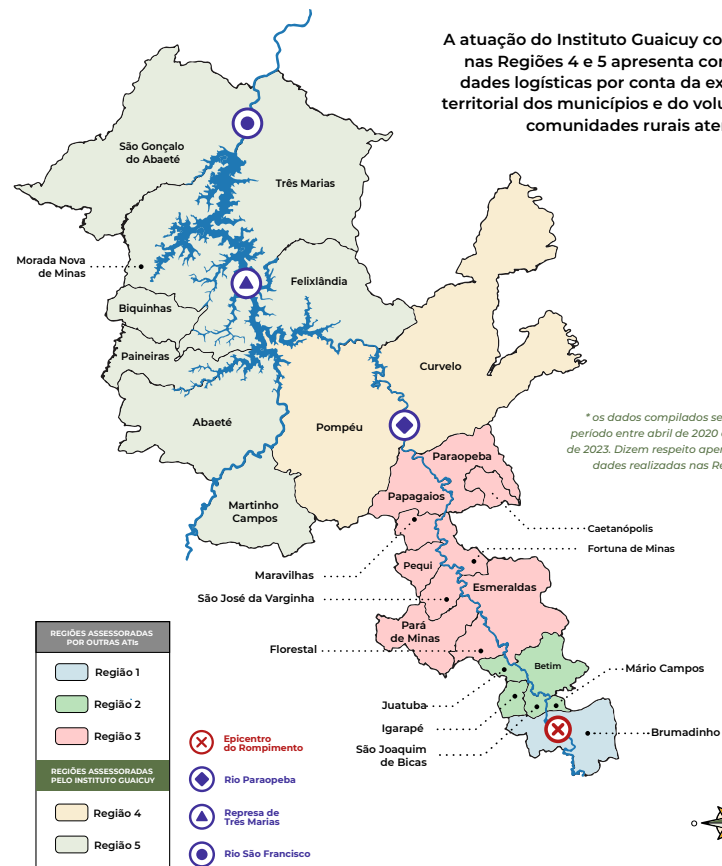 A atuação do Instituto Guaicuy co
nas Regiões 4 e 5 apresenta co
dades logísticas por conta da ex
territorial dos municípios e do volu
comunidades rurais ate
São Gonçalo
do Abaeté
Três Marias
Morada Nova
de Minas
Felixlândia
Biquinhas
Paineiras
Curvelo
Abaeté
Pompéu
* os dados compilados se
período entre abril de 2020
de 2023. Dizem respeito aper
dades realizadas nas Re
Paraopeba
Papagaios
Martinho
Campos
Caetanópolis
Fortuna de Minas
Maravilhas
Pequi
Esmeraldas
São José da Varginha
Pará
de Minas
Florestal
Betim
Mário Campos
Juatuba
Igarapé
Brumadinho
São Joaquim
de Bicas
REGIÕES ASSESSORADAS
POR OUTRAS ATIs
Região 1
Região 2
Região 3
REGIÕES ASSESSORADAS
PELO INSTITUTO GUAICUY
Região 4
Região 5
Epicentro
do Rompimento
Rio Paraopeba
Represa de
Três Marias
Rio São Francisco